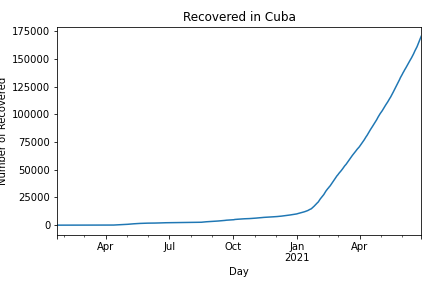 Recovered in Cuba
Number of Recovered
175000
150000
125000
100000
75000
50000
25000
0
Apr
Jul
Oct
Jan
2021
Apr
Day